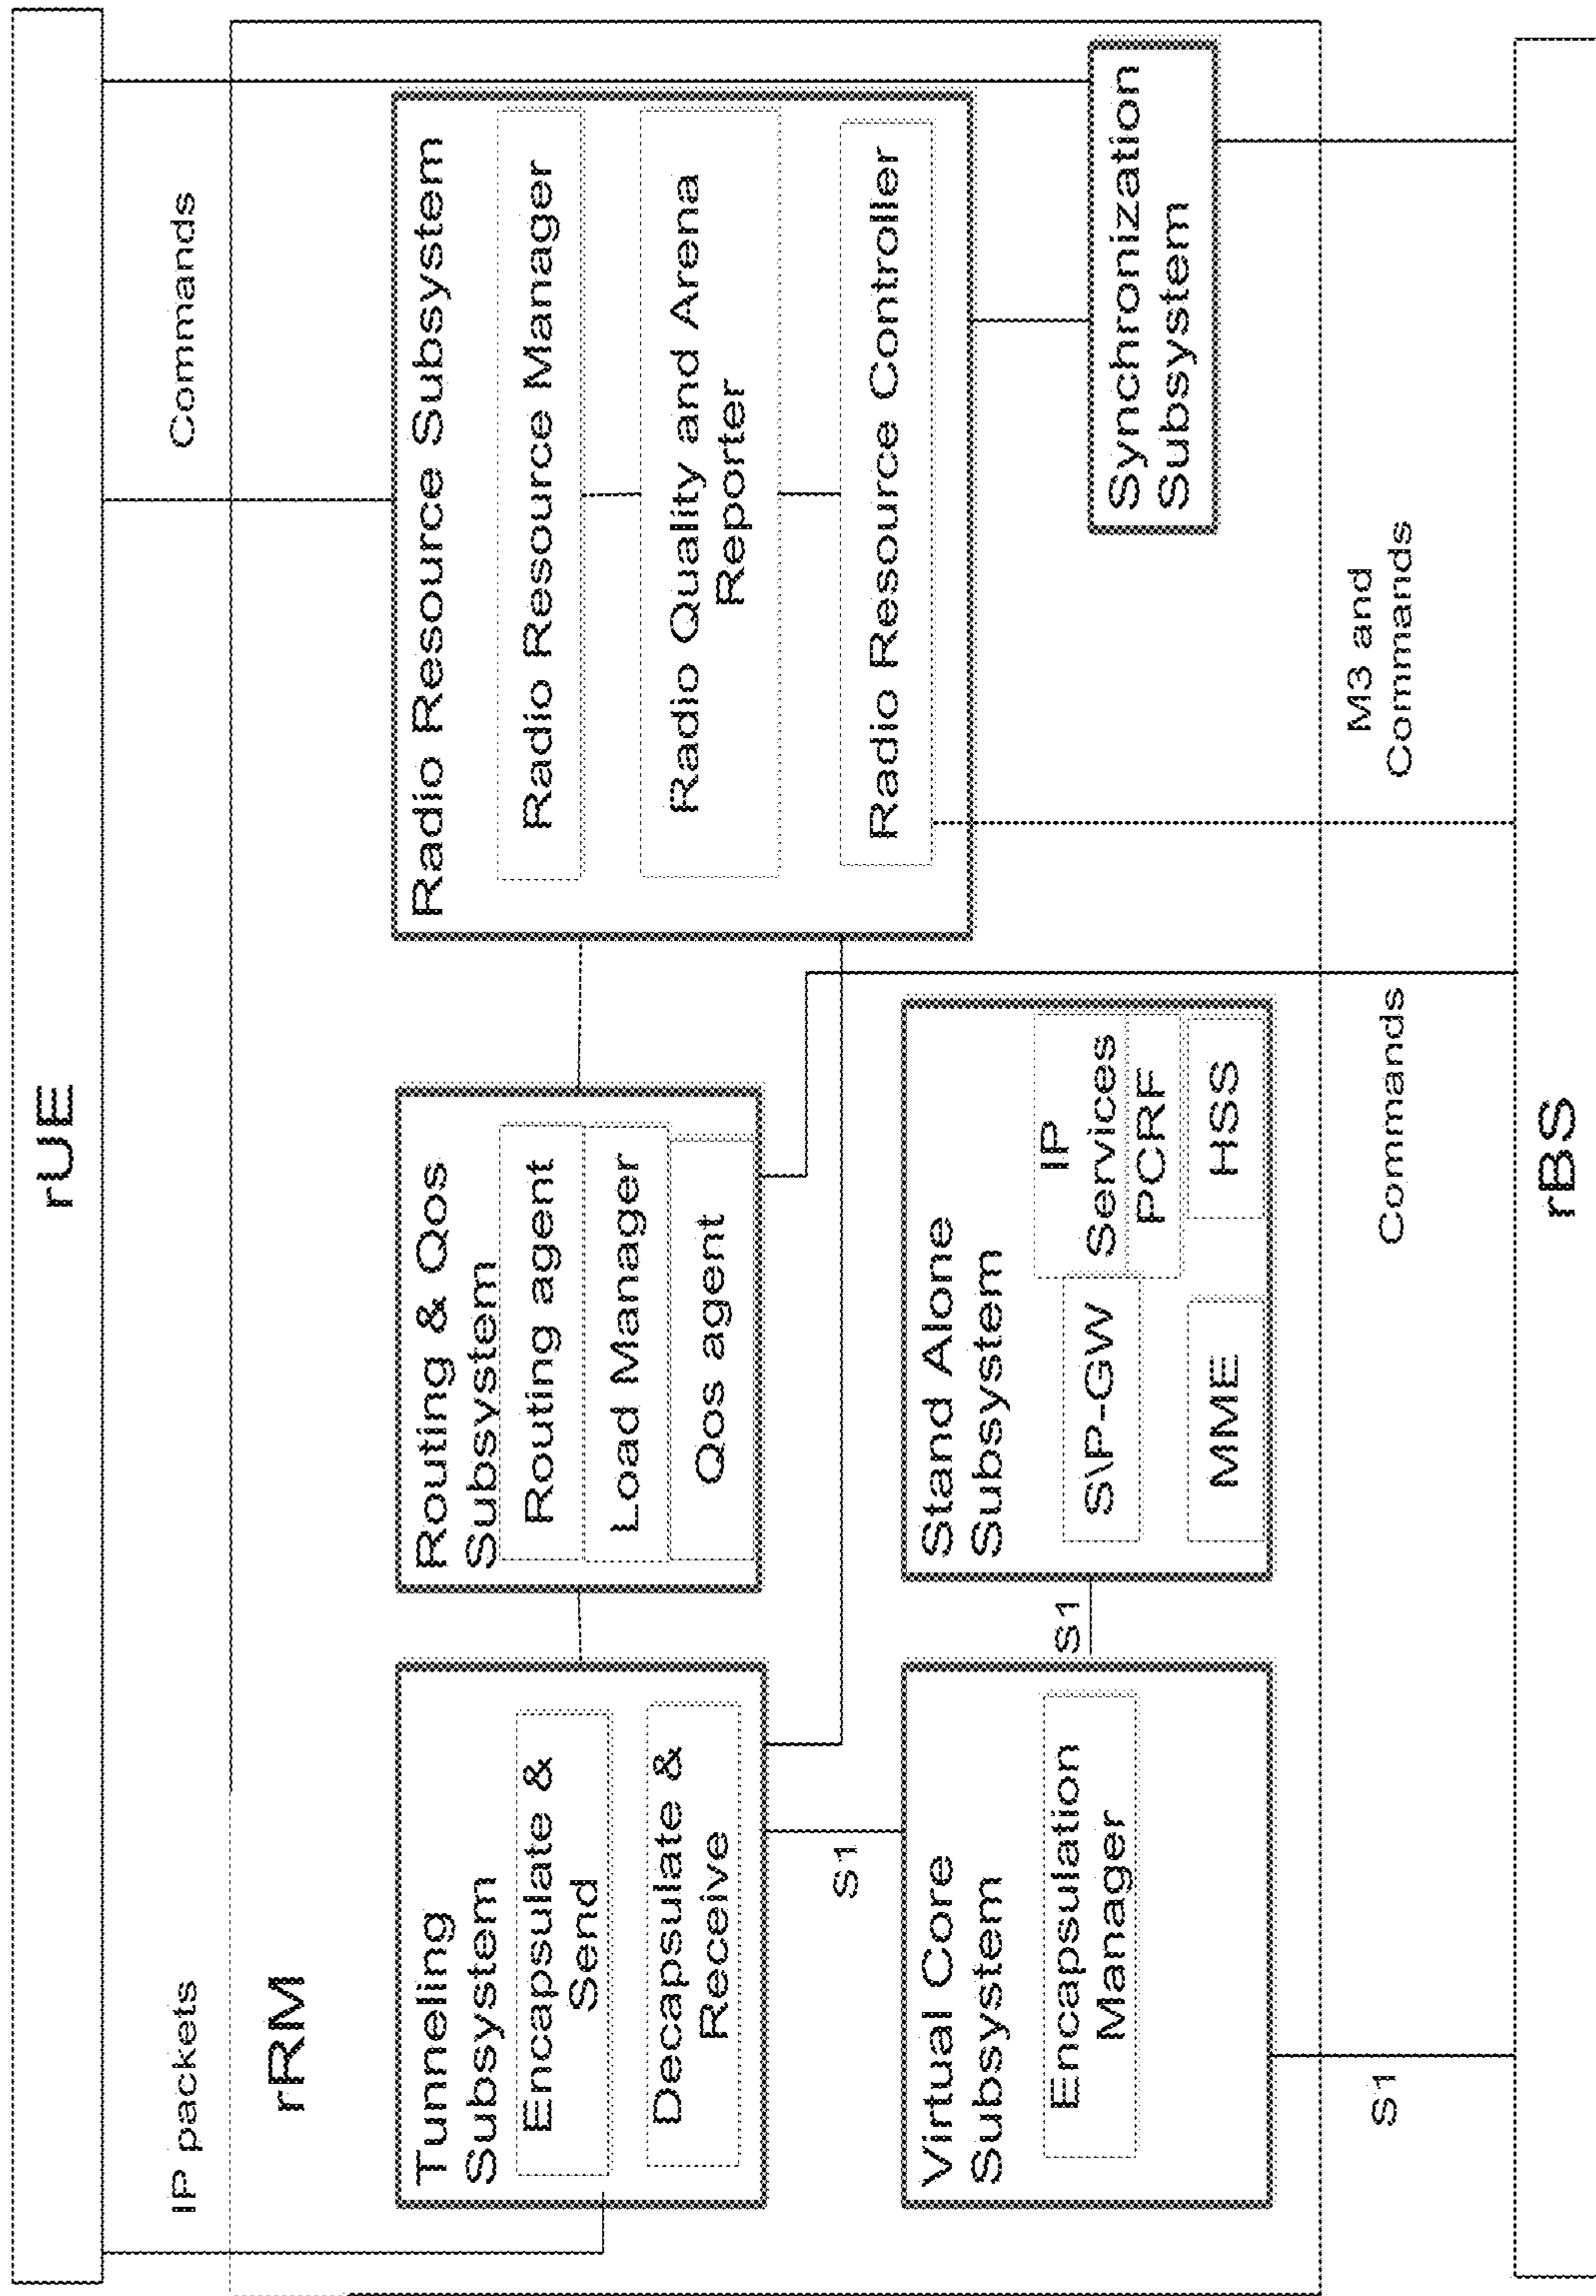 rUE
IP packets
Commands
rRM
Tunneling
Subsystem
Encapsulate &
Send
Decapsulate &
Receive
Routing & Qos
Subsystem
Routing agent
Load Manager
Qos agent
Radio Resource Subsystem
Radio Resource Manager
Radio Quality and Arena
Reporter
Radio Resource Controller
S1
Virtual Core
Subsystem
Encapsulation
Manager
S1
Stand Alone
Subsystem
S\P-GW
IP
Services
PCRF
MME
HSS
Synchronization
Subsystem
S1
Commands
M3 and
Commands
rBS